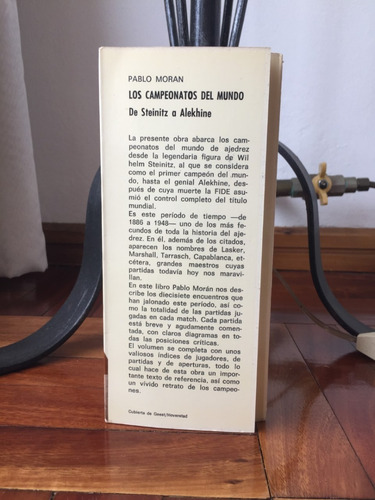 PABLO MORAN
LOS CAMPEONATOS DEL MUNDO
De Steinitz a Alekhine
La presente obra abarca los cam-
peonatos del mundo de ajedrez
desde la legendaria figura de Wil
helm Steinitz, al que se considera
como el primer campeón del mun-
do, hasta el genial Alekhine, des-
pués de cuya muerte la FIDE asu-
mió el control completo del título
mundial.
Es este período de tiempo —de
1886 a 1948— uno de los más fe-
cundos de toda la historia del aje-
drez. En él, además de los citados,
aparecen los nombres de Lasker,
Marshall, Tarrasch, Capablanca, et-
cétera, grandes maestros cuyas
partidas todavía hoy nos maravi-
llan.
En este libro Pablo Morán nos des-
cribe los diecisiete encuentros que
han jalonado este período, así co-
mo la totalidad de las partidas ju-
gadas en cada match. Cada partida
está breve y agudamente comen-
tada, con claros diagramas en to-
das las posiciones críticas.
El volumen se completa con unos
valiosos índices de jugadores, de
partidas y de aperturas, todo lo
cual hace de esta obra un impor-
tante texto de referencia, así como
un vívido retrato de los campeo-
nes.
Cubierta de Geest/Høverstad